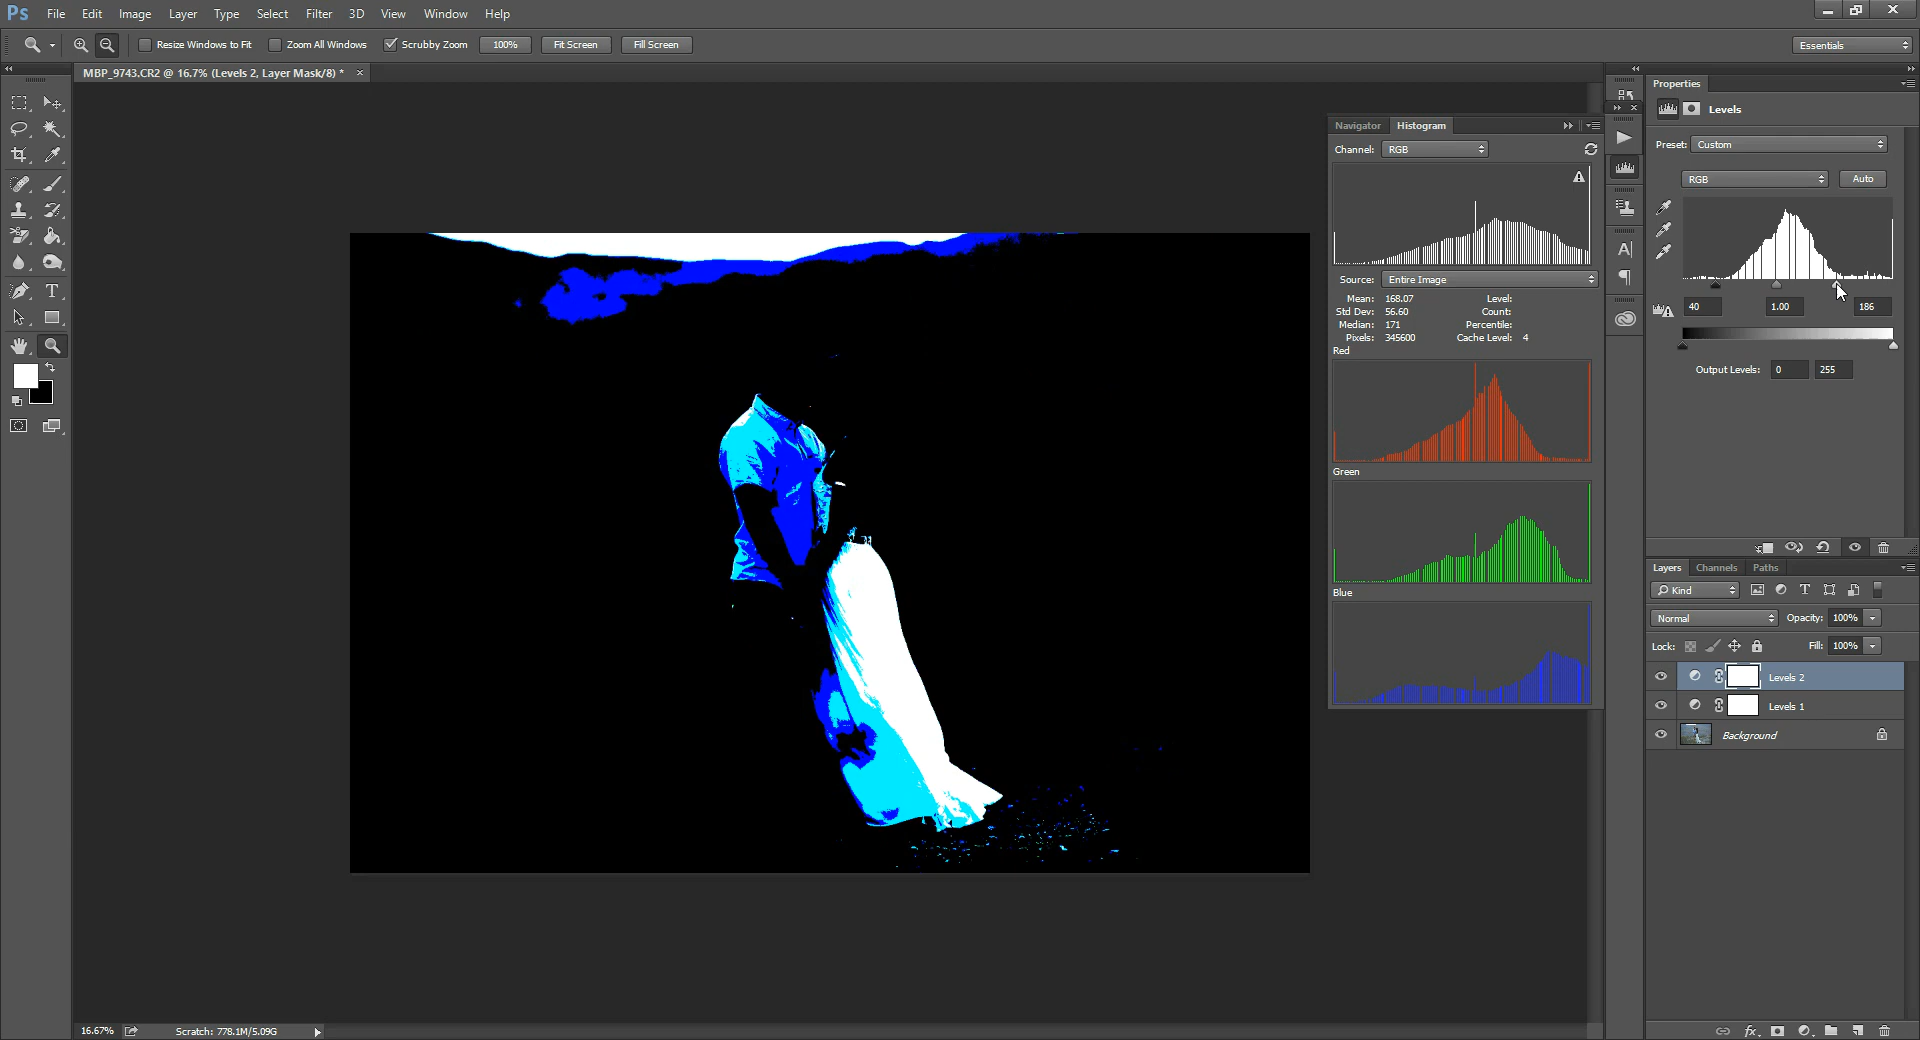 Ps File Edit Image Layer Type Select Filter 3D View Window Help
Resize Windows to Fit Zoom All Windows Scrubby Zoom 100% Fit Screen Fill Screen Essentials
MBP_9743.CR2 @ 16.7% (Levels 2, Layer Mask/8) *
Navigator Histogram
Channel: RGB
Source: Entire Image
Mean: 168.07 Level:
Std Dev: 56.60 Count:
Median: 171 Percentile:
Pixels: 345600 Cache Level: 4
Red
Green
Blue
Properties
Levels
Preset: Custom
RGB Auto
40 1.00 186
Output Levels: 0 255
Layers Channels Paths
Kind
Normal Opacity: 100%
Lock: Fill: 100%
Levels 2
Levels 1
Background
16.67% Scratch: 778.1M/5.09G